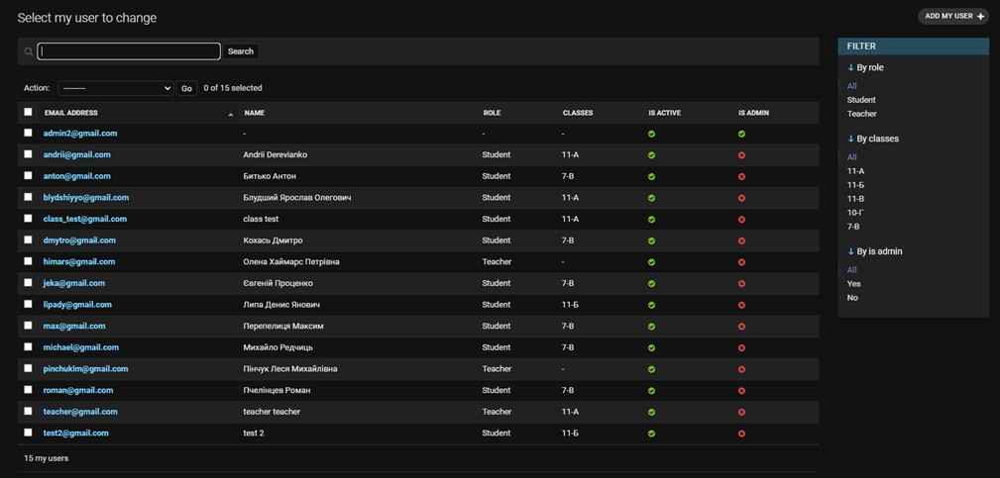 Select my user to change
ADD MY USER +
Search
Action: --------- Go 0 of 15 selected
EMAIL ADDRESS NAME ROLE CLASSES IS ACTIVE IS ADMIN
admin2@gmail.com - - -
andrii@gmail.com Andrii Derevianko Student 11-А
anton@gmail.com Битько Антон Student 7-В
blydshiyyo@gmail.com Блудший Ярослав Олегович Student 11-А
class_test@gmail.com class test Student 11-А
dmytro@gmail.com Кохась Дмитро Student 7-В
himars@gmail.com Олена Хаймарс Петрівна Teacher -
jeka@gmail.com Євгеній Проценко Student 7-В
lipady@gmail.com Липа Денис Янович Student 11-Б
max@gmail.com Перепелиця Максим Student 7-В
michael@gmail.com Михайло Редчиць Student 7-В
pinchuklm@gmail.com Пінчук Леся Михайлівна Teacher -
roman@gmail.com Пчелінцев Роман Student 7-В
teacher@gmail.com teacher teacher Teacher 11-А
test2@gmail.com test 2 Student 11-Б
15 my users
FILTER
↓ By role
All
Student
Teacher
↓ By classes
All
11-А
11-Б
11-В
10-Г
7-В
↓ By is admin
All
Yes
No